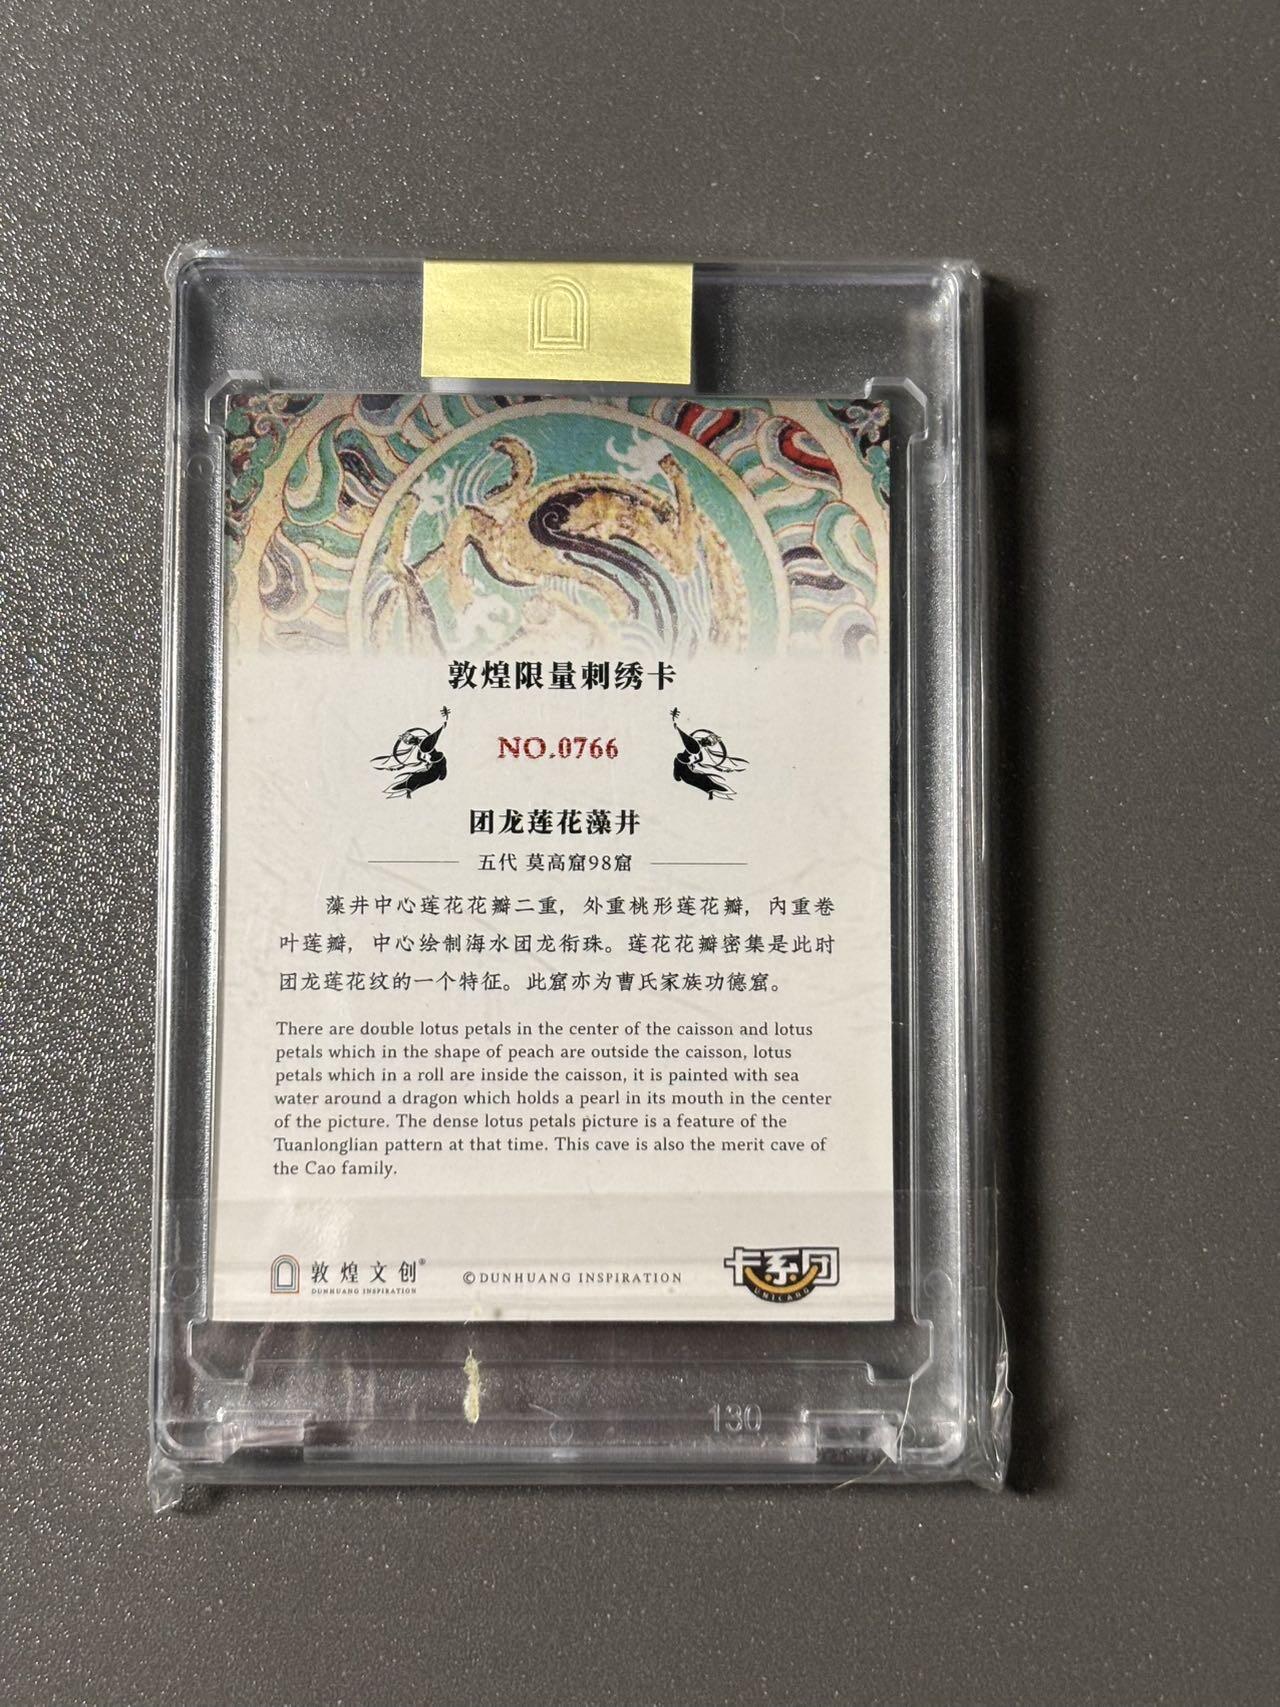 敦煌限量刺绣卡
NO.0766
团龙莲花藻井
五代 莫高窟98窟
藻井中心莲花花瓣二重，外重桃形莲花瓣，内重卷
叶莲瓣，中心绘制海水团龙衔珠。莲花花瓣密集是此时
团龙莲花纹的一个特征。此窟亦为曹氏家族功德窟。
There are double lotus petals in the center of the caisson and lotus
petals which in the shape of peach are outside the caisson, lotus
petals which in a roll are inside the caisson, it is painted with sea
water around a dragon which holds a pearl in its mouth in the center
of the picture. The dense lotus petals picture is a feature of the
Tuanlonglian pattern at that time. This cave is also the merit cave of
the Cao family.
敦煌文创®
DUNHUANG INSPIRATION
©DUNHUANG INSPIRATION
卡系团
UNICARD
130